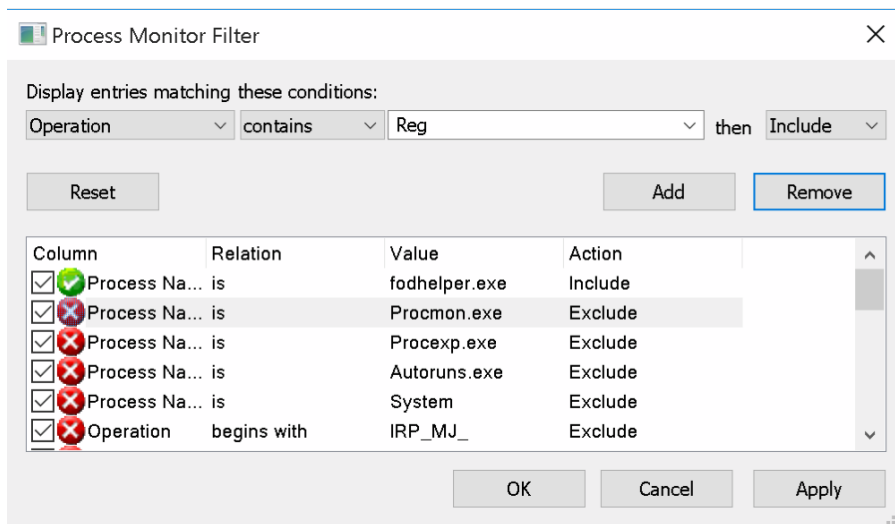 Process Monitor Filter
Display entries matching these conditions:
Operation contains Reg then Include
Reset Add Remove
Column Relation Value Action
Process Na... is fodhelper.exe Include
Process Na... is Procmon.exe Exclude
Process Na... is Procexp.exe Exclude
Process Na... is Autoruns.exe Exclude
Process Na... is System Exclude
Operation begins with IRP_MJ_ Exclude
OK Cancel Apply